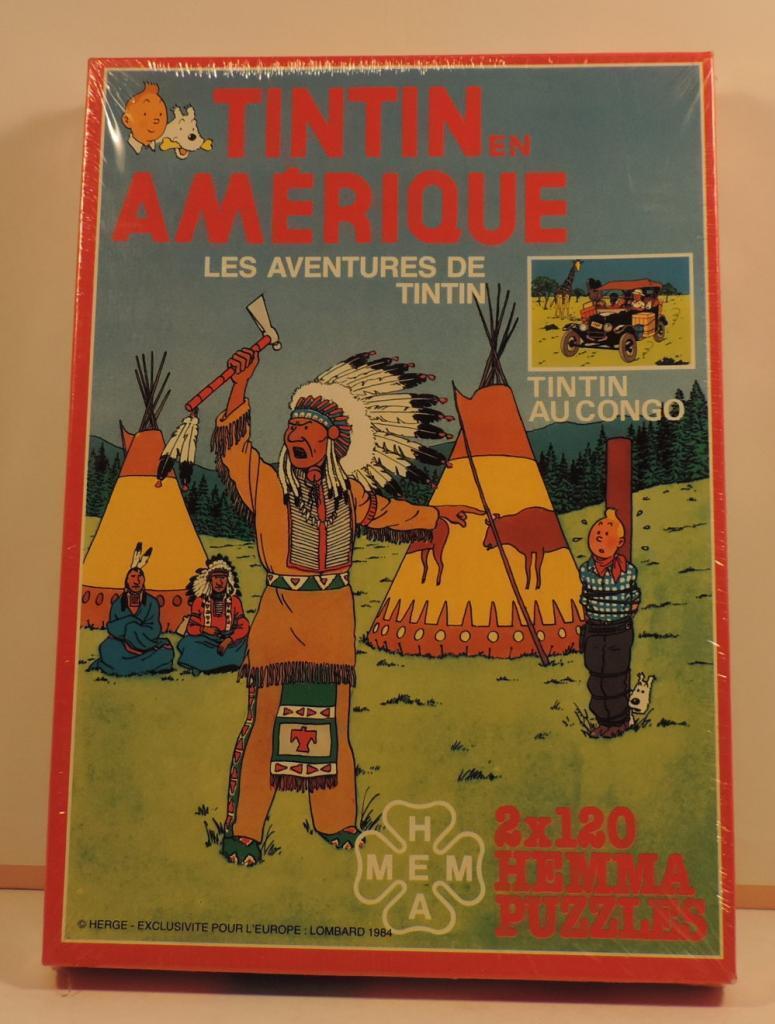 TINTIN EN
AMÉRIQUE
LES AVENTURES DE
TINTIN
TINTIN
AU CONGO
H
M E M
A
2x120
HEMMA
PUZZLES
© HERGE - EXCLUSIVITE POUR L'EUROPE : LOMBARD 1984